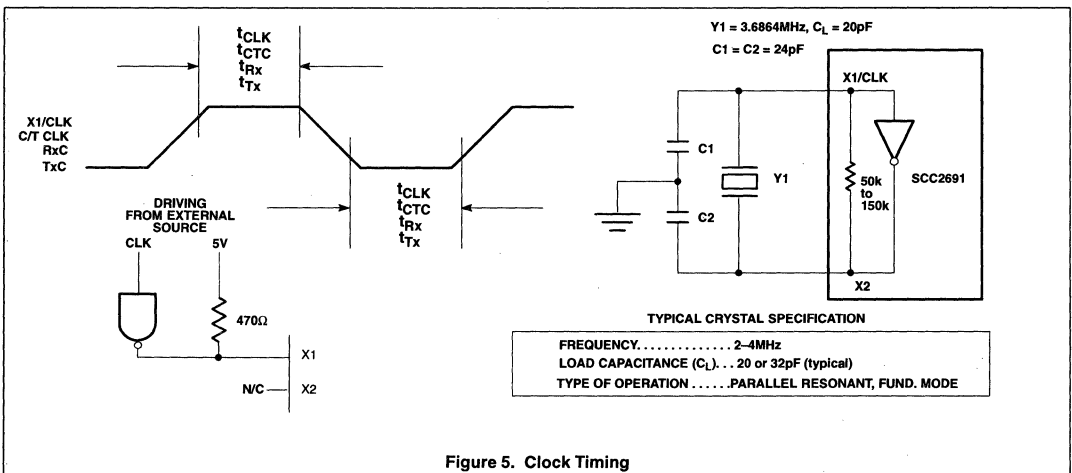 tCLK
tCTC
tRx
tTx
X1/CLK
C/T CLK
RxC
TxC
tCLK
tCTC
tRx
tTx
DRIVING
FROM EXTERNAL
SOURCE
CLK
5V
470Ω
X1
N/C
X2
Y1 = 3.6864MHz, CL = 20pF
C1 = C2 = 24pF
X1/CLK
C1
Y1
C2
50k
to
150k
SCC2691
X2
TYPICAL CRYSTAL SPECIFICATION
FREQUENCY. . . . . . . . . . . . . 2–4MHz
LOAD CAPACITANCE (CL). . . 20 or 32pF (typical)
TYPE OF OPERATION . . . . . .PARALLEL RESONANT, FUND. MODE
Figure 5. Clock Timing